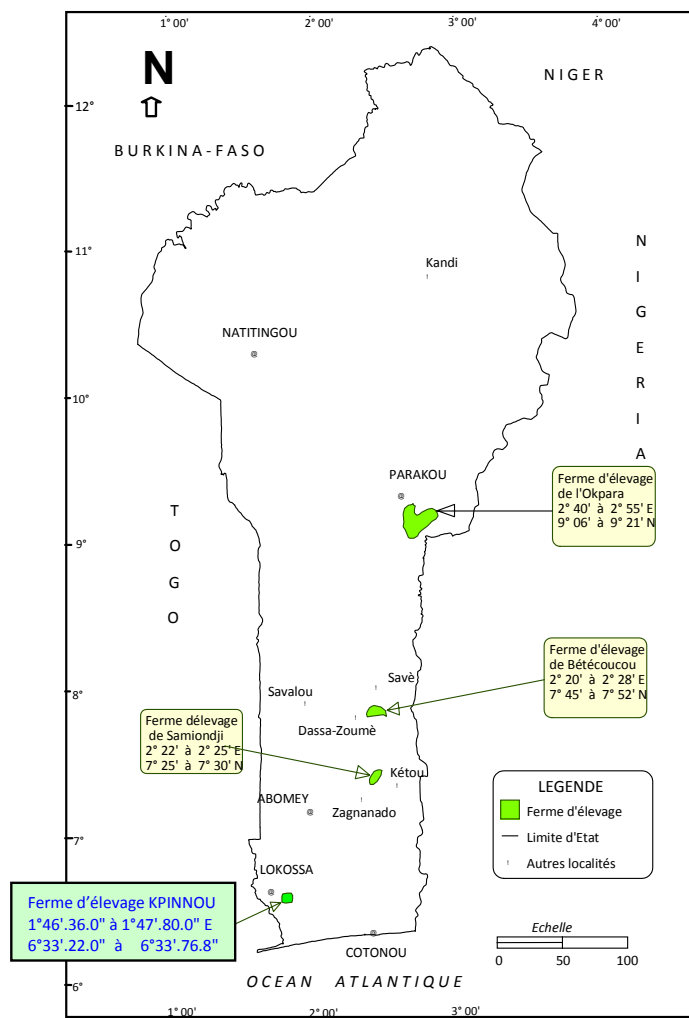 1° 00' 2° 00' 3° 00' 4° 00'
N
NIGER
12°
BURKINA-FASO
11°
Kandi
NIGERIA
NATITINGOU
10°
PARAKOU
Ferme d'élevage
de l'Okpara
2° 40' à 2° 55' E
9° 06' à 9° 21' N
TOGO
9°
Ferme d'élevage
de Bétécoucou
2° 20' à 2° 28' E
7° 45' à 7° 52' N
Savè
Savalou
8°
Dassa-Zoumè
Ferme délevage
de Samiondji
2° 22' à 2° 25' E
7° 25' à 7° 30' N
Kétou
ABOMEY
Zagnanado
LEGENDE
Ferme d'élevage
Limite d'Etat
Autres localités
7°
LOKOSSA
Ferme d’élevage KPINNOU
1°46'.36.0" à 1°47'.80.0" E
6°33'.22.0" à 6°33'.76.8"
COTONOU
Echelle
0 50 100
OCEAN ATLANTIQUE
6°
1° 00' 2° 00' 3° 00'